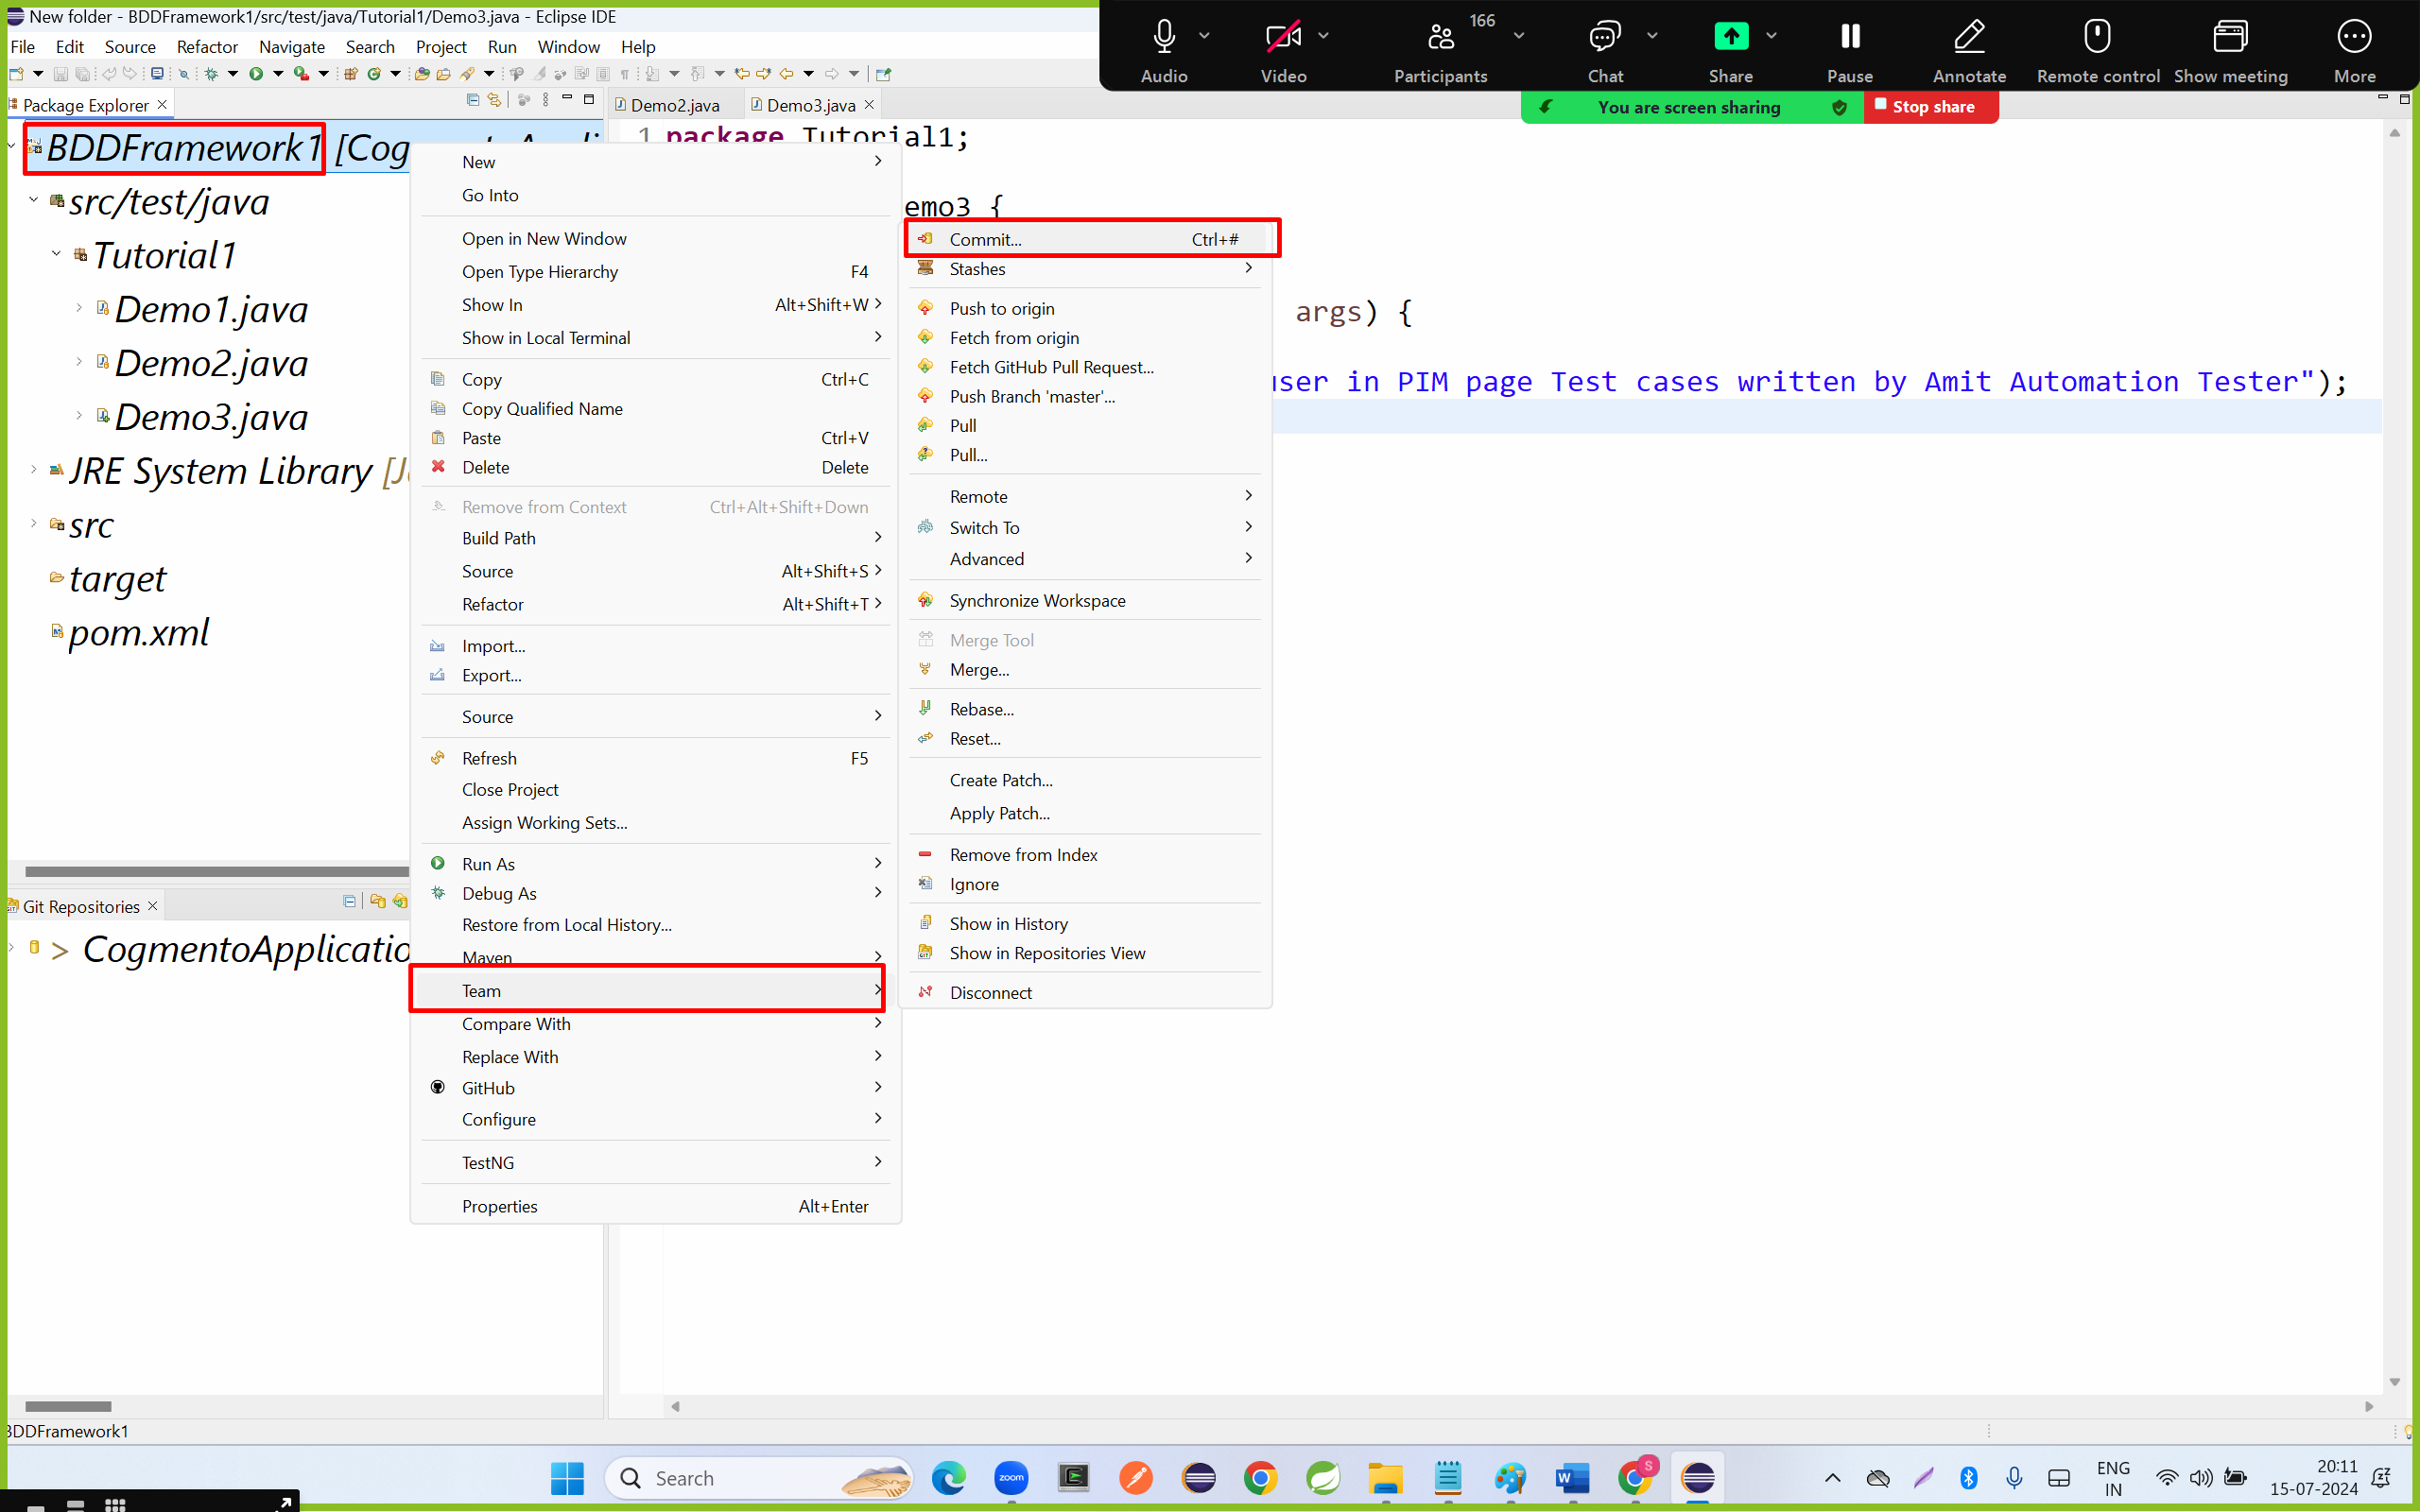 New folder - BDDFramework1/src/test/java/Tutorial1/Demo3.java - Eclipse IDE
File Edit Source Refactor Navigate Search Project Run Window Help
Audio
Video
166
Participants
Chat
Share
Pause
Annotate
Remote control
Show meeting
More
You are screen sharing
Stop share
Package Explorer
BDDFramework1 [Cog
src/test/java
Tutorial1
Demo1.java
Demo2.java
Demo3.java
JRE System Library
src
target
pom.xml
Git Repositories
> CogmentoApplicatio
Demo2.java
Demo3.java
1 package Tutorial1;
emo3 {
args) {
user in PIM page Test cases written by Amit Automation Tester");
New
Go Into
Open in New Window
Open Type Hierarchy F4
Show In Alt+Shift+W
Show in Local Terminal
Copy Ctrl+C
Copy Qualified Name
Paste Ctrl+V
Delete Delete
Remove from Context Ctrl+Alt+Shift+Down
Build Path
Source Alt+Shift+S
Refactor Alt+Shift+T
Import...
Export...
Source
Refresh F5
Close Project
Assign Working Sets...
Run As
Debug As
Restore from Local History...
Maven
Team
Compare With
Replace With
GitHub
Configure
TestNG
Properties Alt+Enter
Commit... Ctrl+#
Stashes
Push to origin
Fetch from origin
Fetch GitHub Pull Request...
Push Branch 'master'...
Pull
Pull...
Remote
Switch To
Advanced
Synchronize Workspace
Merge Tool
Merge...
Rebase...
Reset...
Create Patch...
Apply Patch...
Remove from Index
Ignore
Show in History
Show in Repositories View
Disconnect
BDDFramework1
Search
zoom
ENG
IN
20:11
15-07-2024